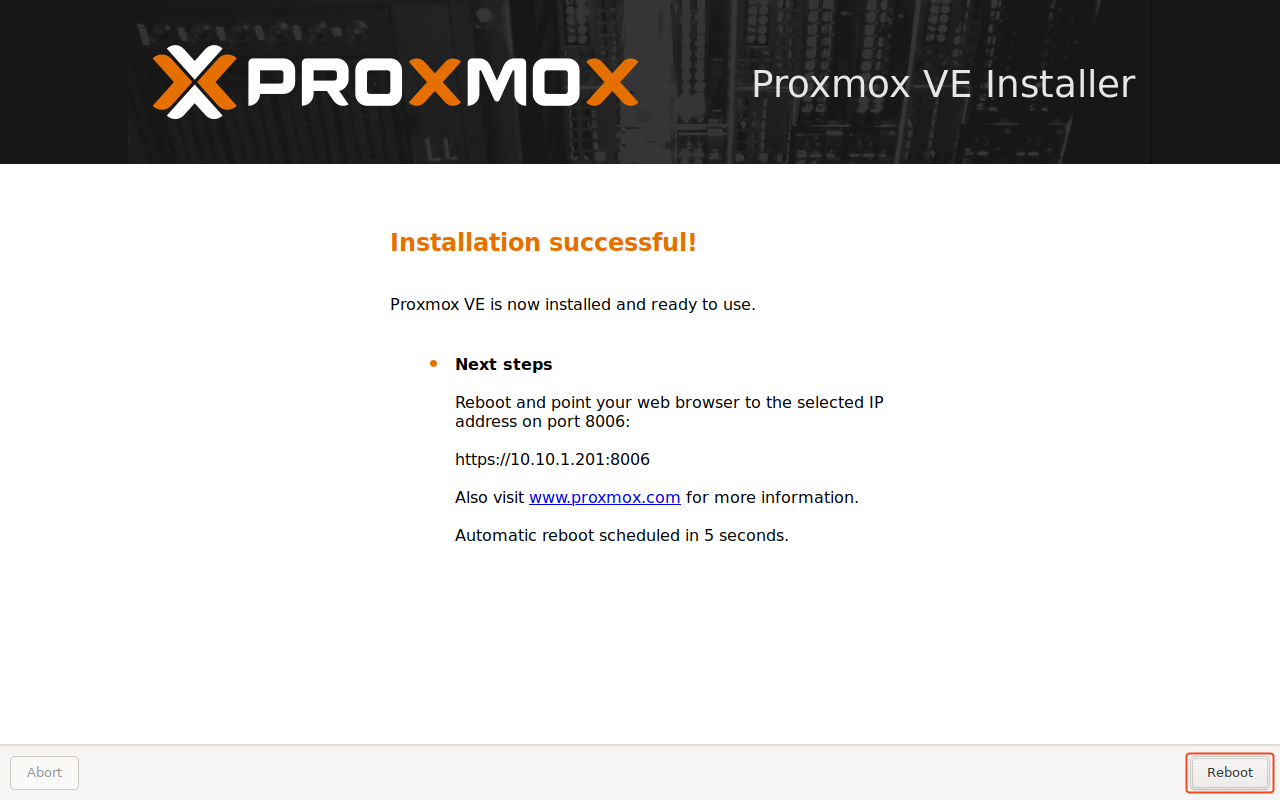 PROXMOX
Proxmox VE Installer
Installation successful!
Proxmox VE is now installed and ready to use.
Next steps
Reboot and point your web browser to the selected IP
address on port 8006:
https://10.10.1.201:8006
Also visit www.proxmox.com for more information.
Automatic reboot scheduled in 5 seconds.
Abort
Reboot